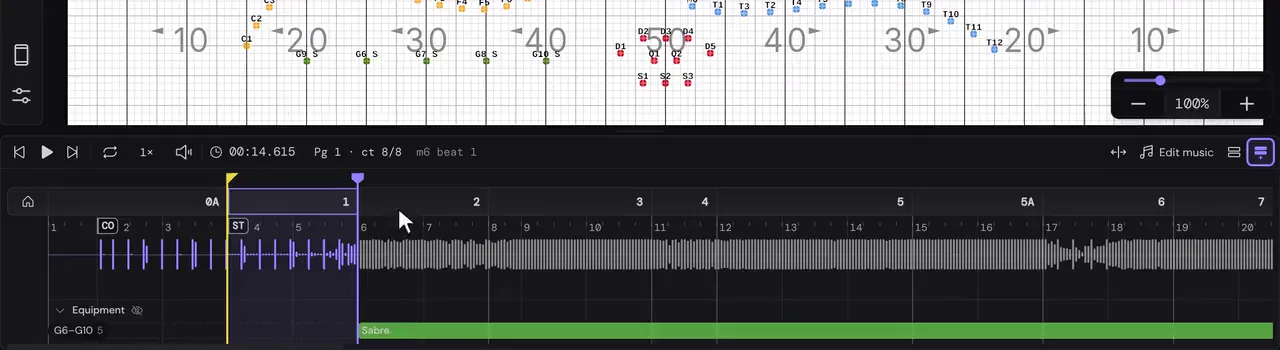 C3 F4 F5 T1 T3 T2 T4 T8 T9
C2 T10
C1 D2 D3 D4 T11
10 20 30 40 50 40 30 20 10
G9 S G6 S G7 S G8 S G10 S D1 Q1 Q2 D5 T12
S1 S2 S3
100%
1× 00:14.615 Pg 1 · ct 8/8 m6 beat 1 Edit music
0A 1 2 3 4 5 5A 6 7
1 CO 2 3 ST 4 5 6 7 8 9 10 11 12 13 14 15 16 17 18 19 20
Equipment
G6–G10 5 Sabre